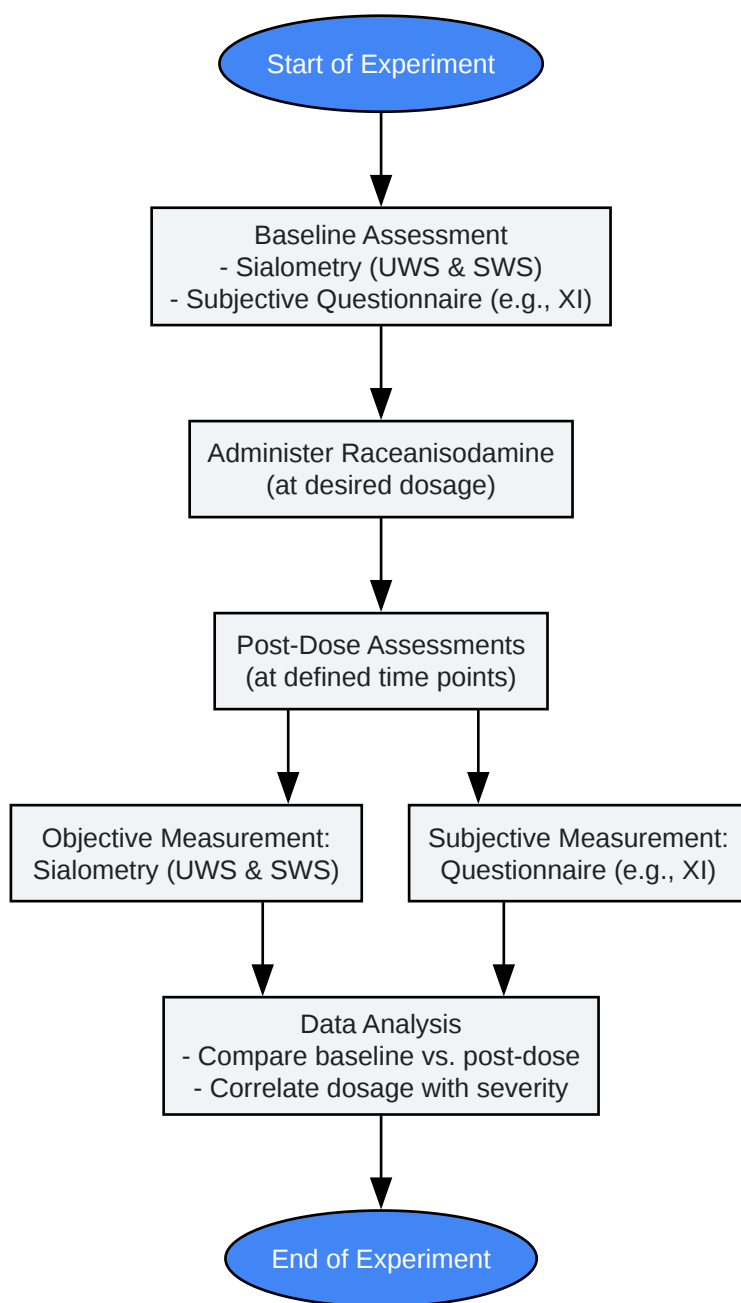 Start of Experiment
Baseline Assessment
- Sialometry (UWS & SWS)
- Subjective Questionnaire (e.g., XI)
Administer Raceanisodamine
(at desired dosage)
Post-Dose Assessments
(at defined time points)
Objective Measurement:
Sialometry (UWS & SWS)
Subjective Measurement:
Questionnaire (e.g., XI)
Data Analysis
- Compare baseline vs. post-dose
- Correlate dosage with severity
End of Experiment